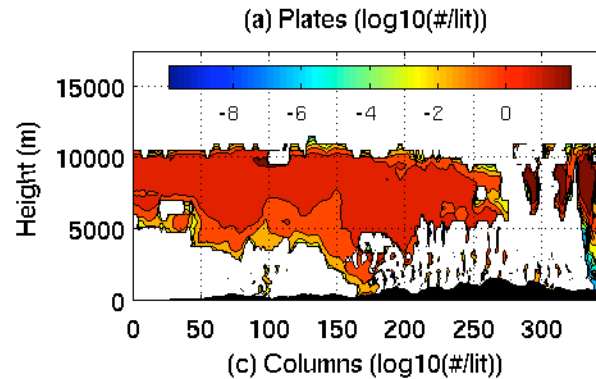 (a) Plates (log10(#/lit))
15000
-8 -6 -4 -2 0
10000
Height (m)
5000
0
0 50 100 150 200 250 300
(c) Columns (log10(#/lit))